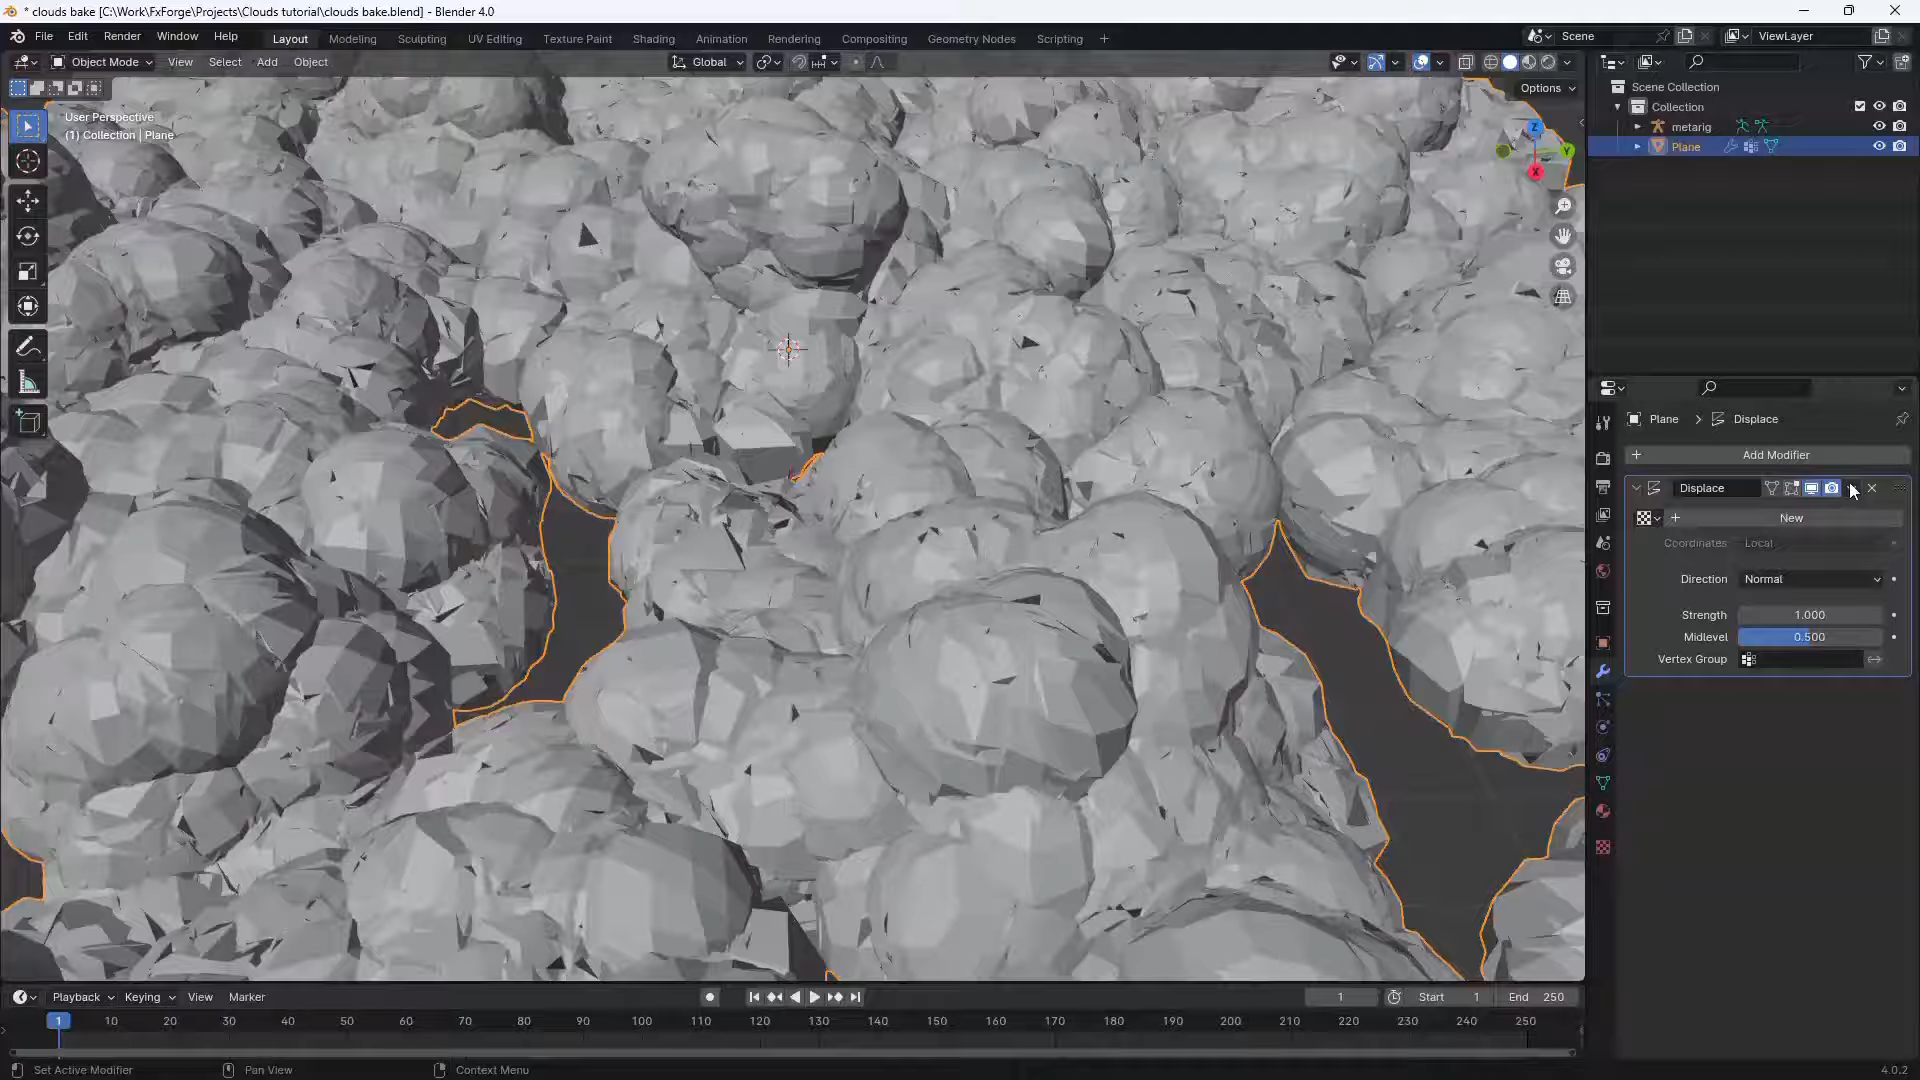 * clouds bake [C:\Work\FxForge\Projects\Clouds tutorial\clouds bake.blend] - Blender 4.0
File Edit Render Window Help
Layout Modeling Sculpting UV Editing Texture Paint Shading Animation Rendering Compositing Geometry Nodes Scripting +
Scene
ViewLayer
Object Mode View Select Add Object
Global
Options
User Perspective
(1) Collection | Plane
Z
Y
X
Scene Collection
Collection
metarig
Plane
Plane > Displace
+ Add Modifier
Displace
+ New
Coordinates Local
Direction Normal
Strength 1.000
Midlevel 0.500
Vertex Group
Playback Keying View Marker
1
Start 1
End 250
1 10 20 30 40 50 60 70 80 90 100 110 120 130 140 150 160 170 180 190 200 210 220 230 240 250
Set Active Modifier
Pan View
Context Menu
4.0.2